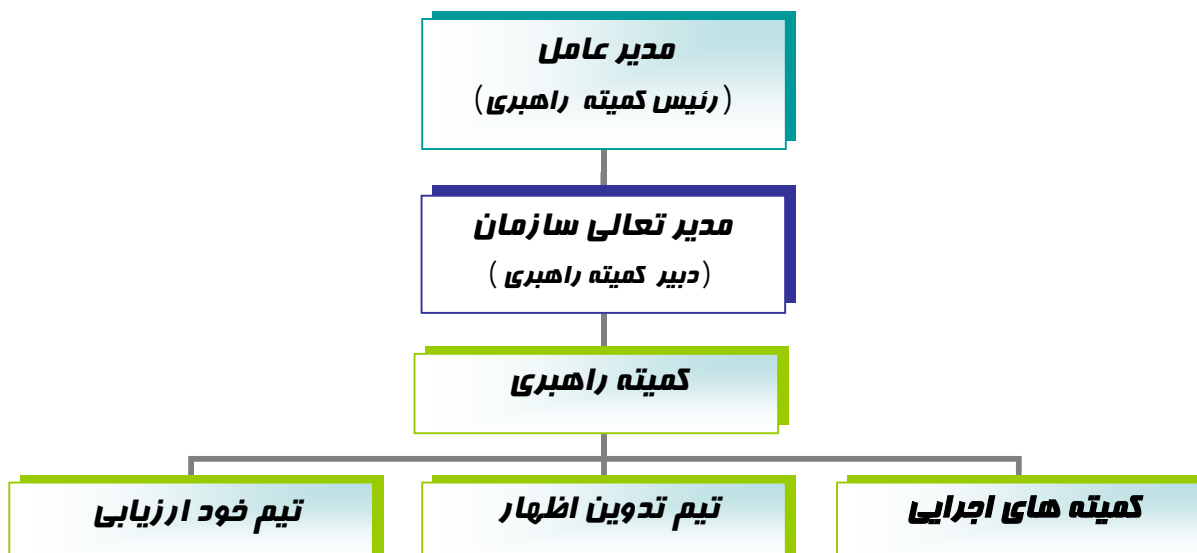 مدیر عامل
(رئیس کمیته راهبری)
مدیر تعالی سازمان
(دبیر کمیته راهبری )
کمیته راهبری
کمیته های اجرایی
تیم تدوین اظهار
تیم خود ارزیابی